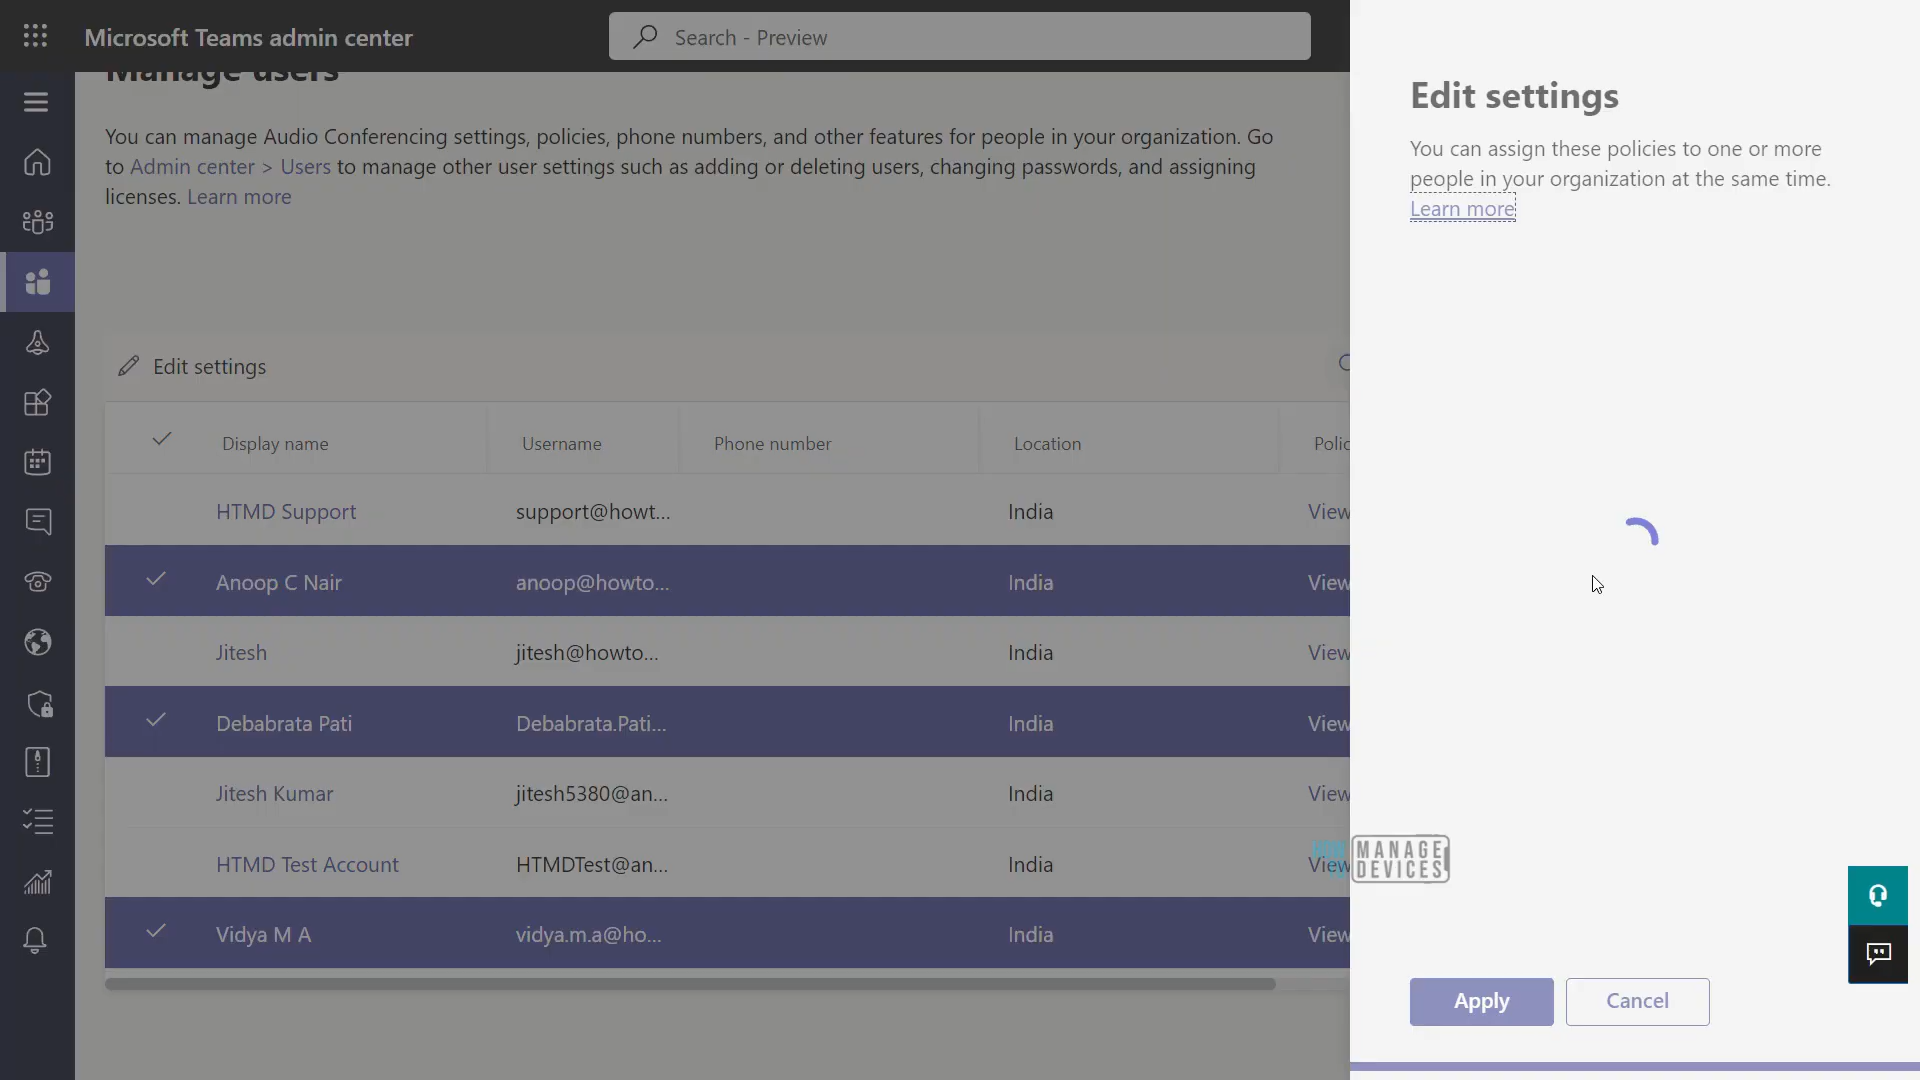 Microsoft Teams admin center
Search - Preview
Manage users
You can manage Audio Conferencing settings, policies, phone numbers, and other features for people in your organization. Go
to Admin center > Users to manage other user settings such as adding or deleting users, changing passwords, and assigning
licenses. Learn more
Edit settings
Display name Username Phone number Location Polic
HTMD Support support@howt... India View
Anoop C Nair anoop@howto... India View
Jitesh jitesh@howto... India View
Debabrata Pati Debabrata.Pati... India View
Jitesh Kumar jitesh5380@an... India View
HTMD Test Account HTMDTest@an... India View
Vidya M A vidya.m.a@ho... India View
Edit settings
You can assign these policies to one or more
people in your organization at the same time.
Learn more
HOW TO
MANAGE
DEVICES
Apply Cancel